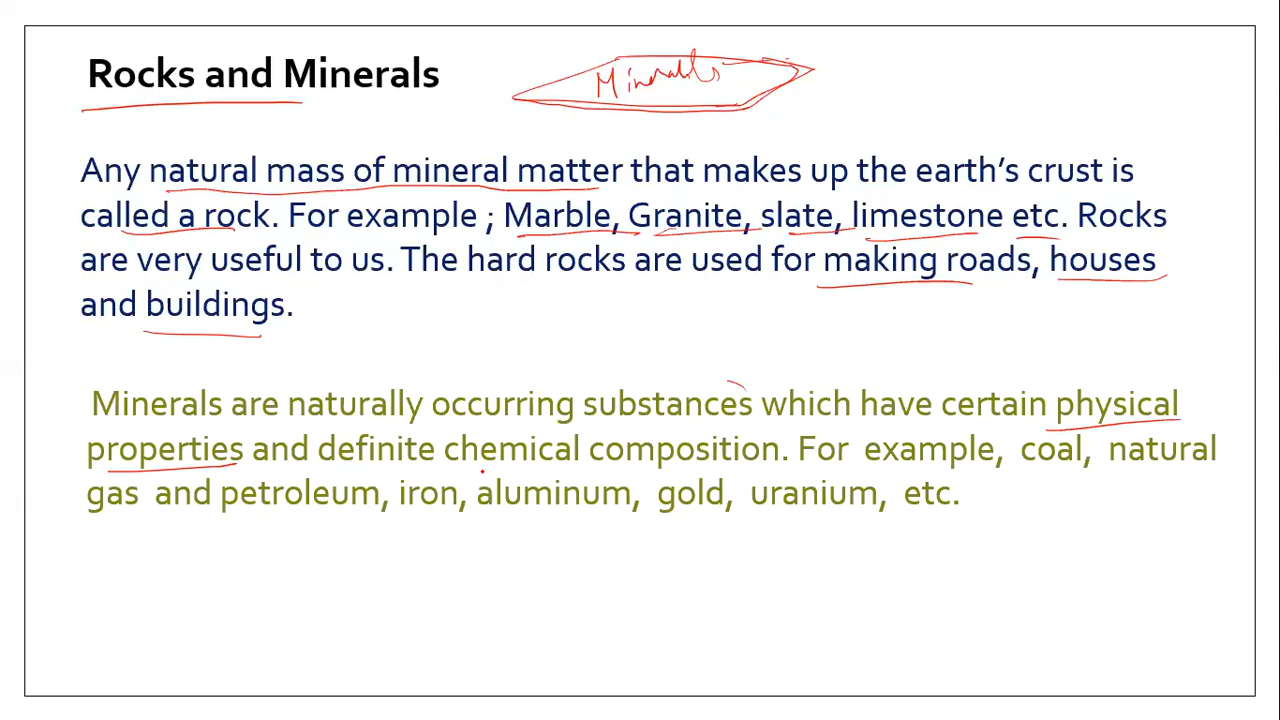 Rocks and Minerals
Minerals
Any natural mass of mineral matter that makes up the earth's crust is
called a rock. For example ; Marble, Granite, slate, limestone etc. Rocks
are very useful to us. The hard rocks are used for making roads, houses
and buildings.
Minerals are naturally occurring substances which have certain physical
properties and definite chemical composition. For example, coal, natural
gas and petroleum, iron, aluminum, gold, uranium, etc.